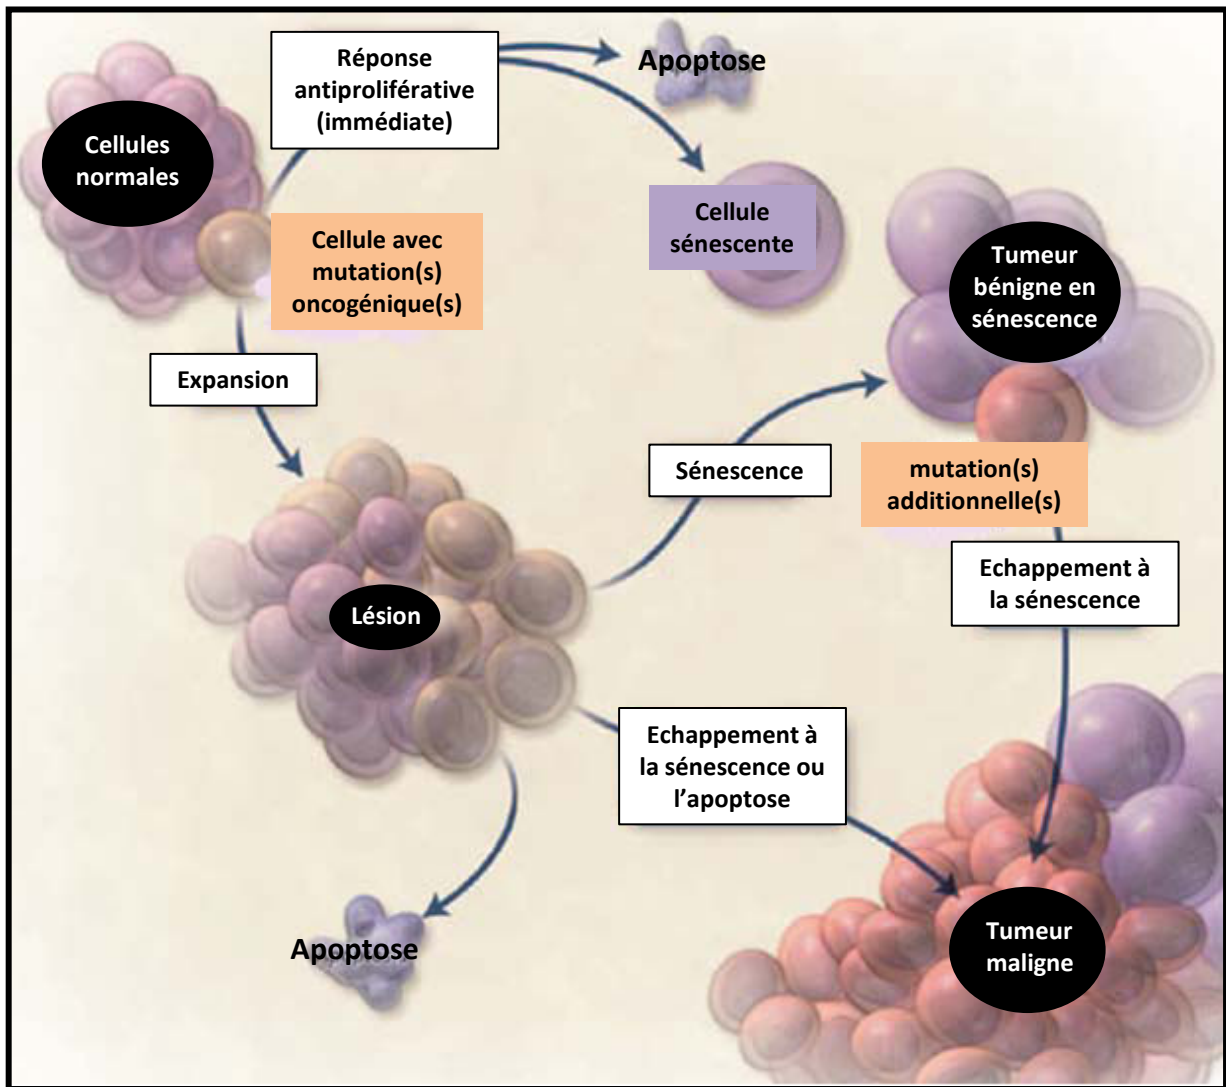 Réponse
antiproliférative
(immédiate)
Apoptose
Cellules
normales
Cellule avec
mutation(s)
oncogénique(s)
Cellule
sénescente
Tumeur
bénigne en
sénescence
Expansion
Sénescence
mutation(s)
additionnelle(s)
Echappement à
la sénescence
Lésion
Echappement à
la sénescence ou
l’apoptose
Apoptose
Tumeur
maligne